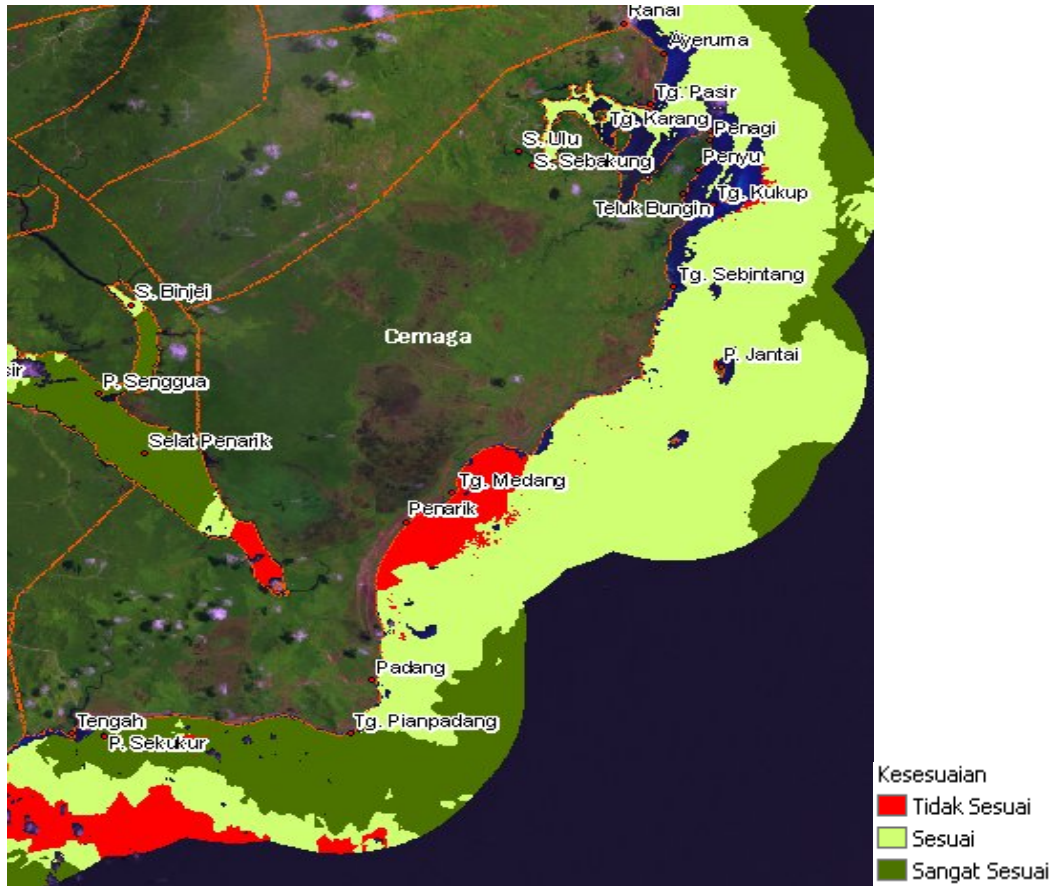 Ranai
Ayeruma
Tg. Pasir
Tg. Karang
Penagi
S. Ulu
S. Sebakung
Penyu
Tg. Kukup
Teluk Bungin
Tg. Sebintang
S. Binjei
Cemaga
P. Jantai
sir
P. Senggua
Selat Penarik
Tg. Medang
Penarik
Padang
Tengah
Tg. Pianpadang
P. Sekukur
Kesesuaian
Tidak Sesuai
Sesuai
Sangat Sesuai